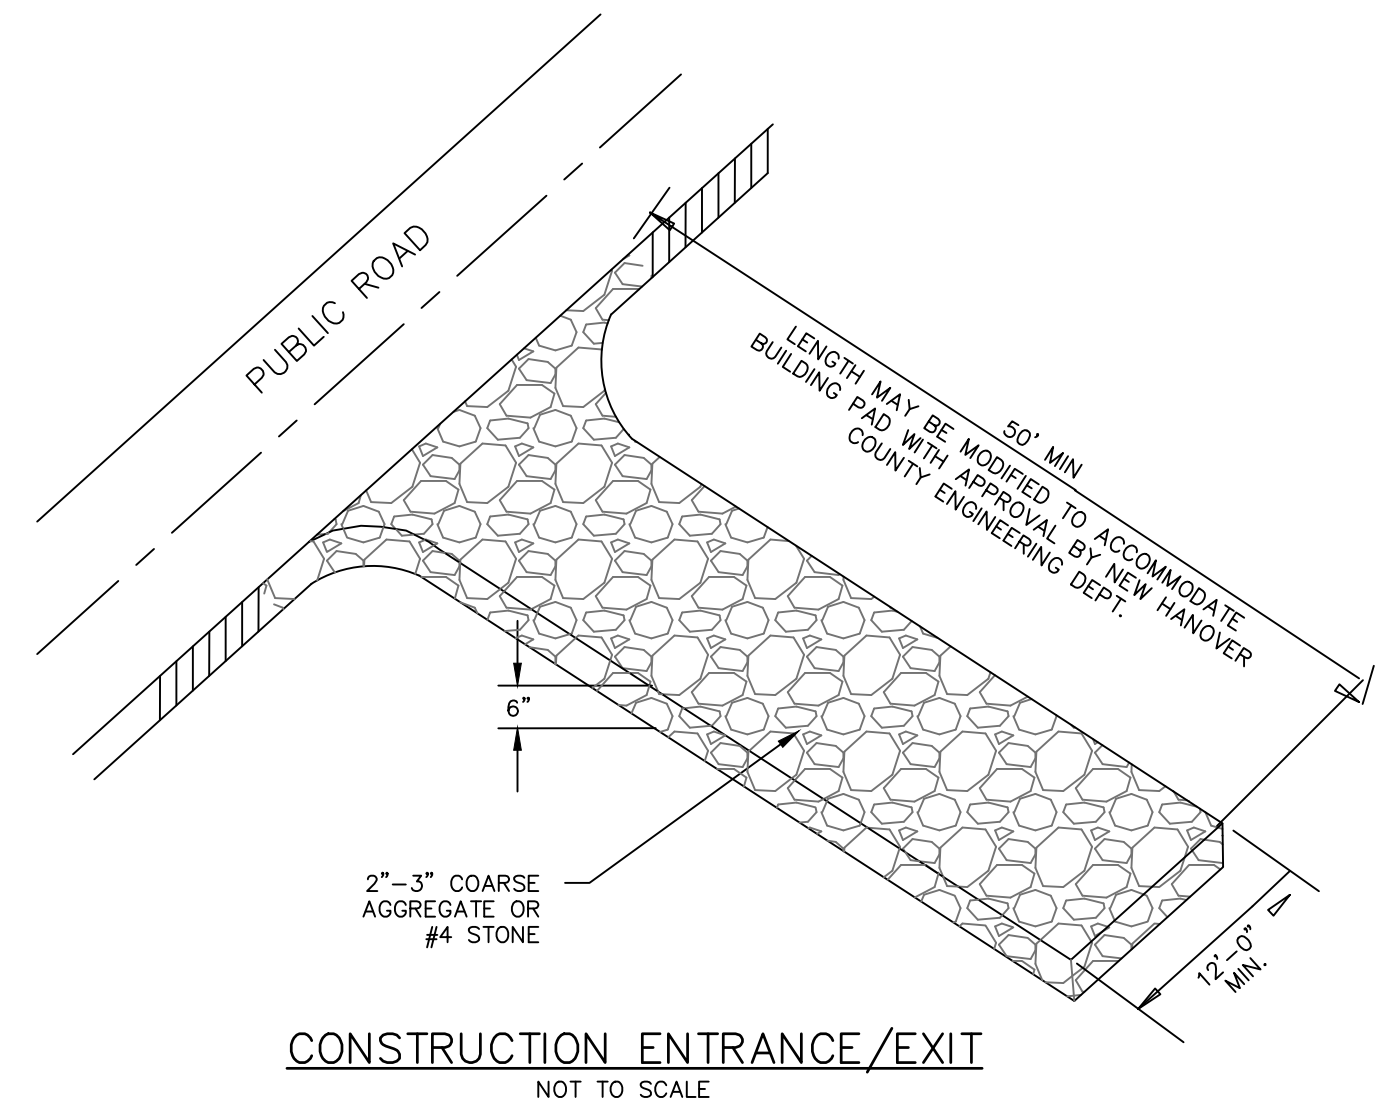 PUBLIC ROAD
50' MIN
LENGTH MAY BE MODIFIED TO ACCOMMODATE
BUILDING PAD WITH APPROVAL BY NEW HANOVER
COUNTY ENGINEERING DEPT.
6"
2"-3" COARSE
AGGREGATE OR
#4 STONE
12'-0"
MIN.
CONSTRUCTION ENTRANCE/EXIT
NOT TO SCALE